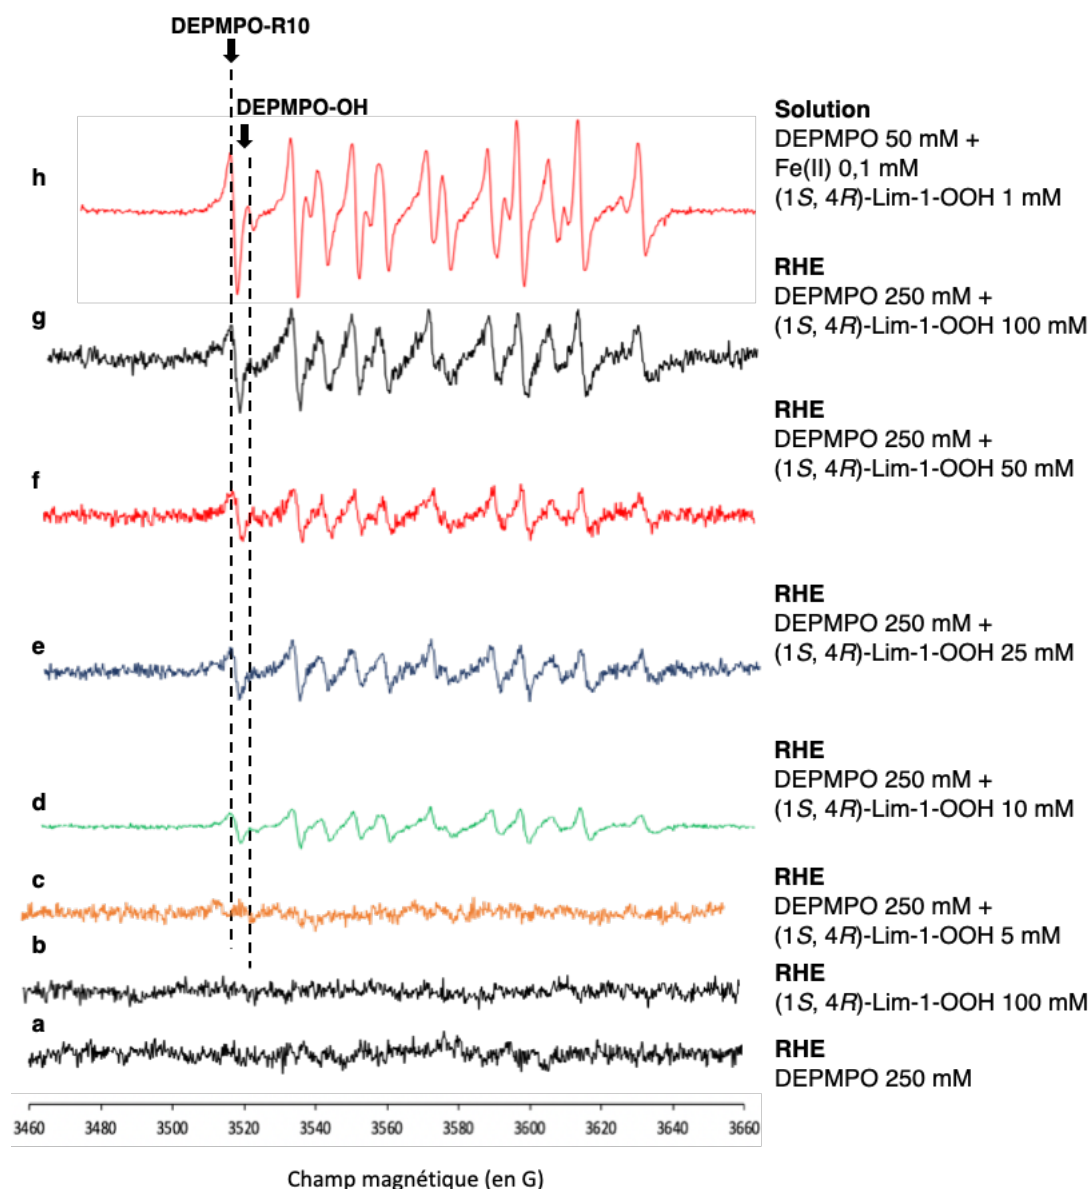 DEPMPO-R10
DEPMPO-OH
h
Solution
DEPMPO 50 mM +
Fe(II) 0,1 mM
(1S, 4R)-Lim-1-OOH 1 mM
g
RHE
DEPMPO 250 mM +
(1S, 4R)-Lim-1-OOH 100 mM
f
RHE
DEPMPO 250 mM +
(1S, 4R)-Lim-1-OOH 50 mM
e
RHE
DEPMPO 250 mM +
(1S, 4R)-Lim-1-OOH 25 mM
d
RHE
DEPMPO 250 mM +
(1S, 4R)-Lim-1-OOH 10 mM
c
RHE
DEPMPO 250 mM +
(1S, 4R)-Lim-1-OOH 5 mM
b
RHE
(1S, 4R)-Lim-1-OOH 100 mM
a
RHE
DEPMPO 250 mM
3460 3480 3500 3520 3540 3560 3580 3600 3620 3640 3660
Champ magnétique (en G)